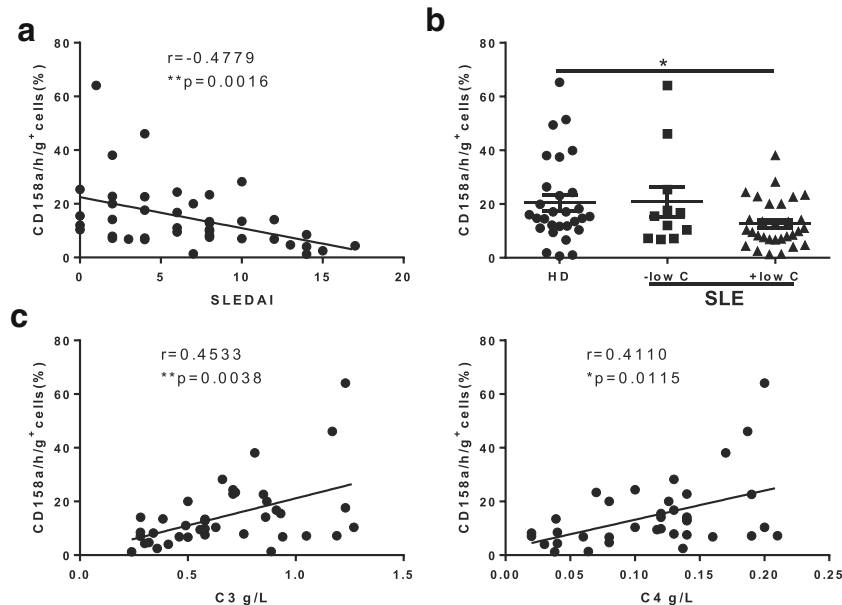 a
CD158a/h/g+ cells(%)
80
60
40
20
0
r=-0.4779
**p=0.0016
0 5 10 15 20
SLEDAI
b
CD158a/h/g+ cells(%)
80
60
40
20
0
*
HD -low C +low C
SLE
c
CD158a/h/g+ cells(%)
80
60
40
20
0
r=0.4533
**p=0.0038
0.0 0.5 1.0 1.5
C3 g/L
CD158a/h/g+ cells(%)
80
60
40
20
0
r=0.4110
*p=0.0115
0.00 0.05 0.10 0.15 0.20 0.25
C4 g/L